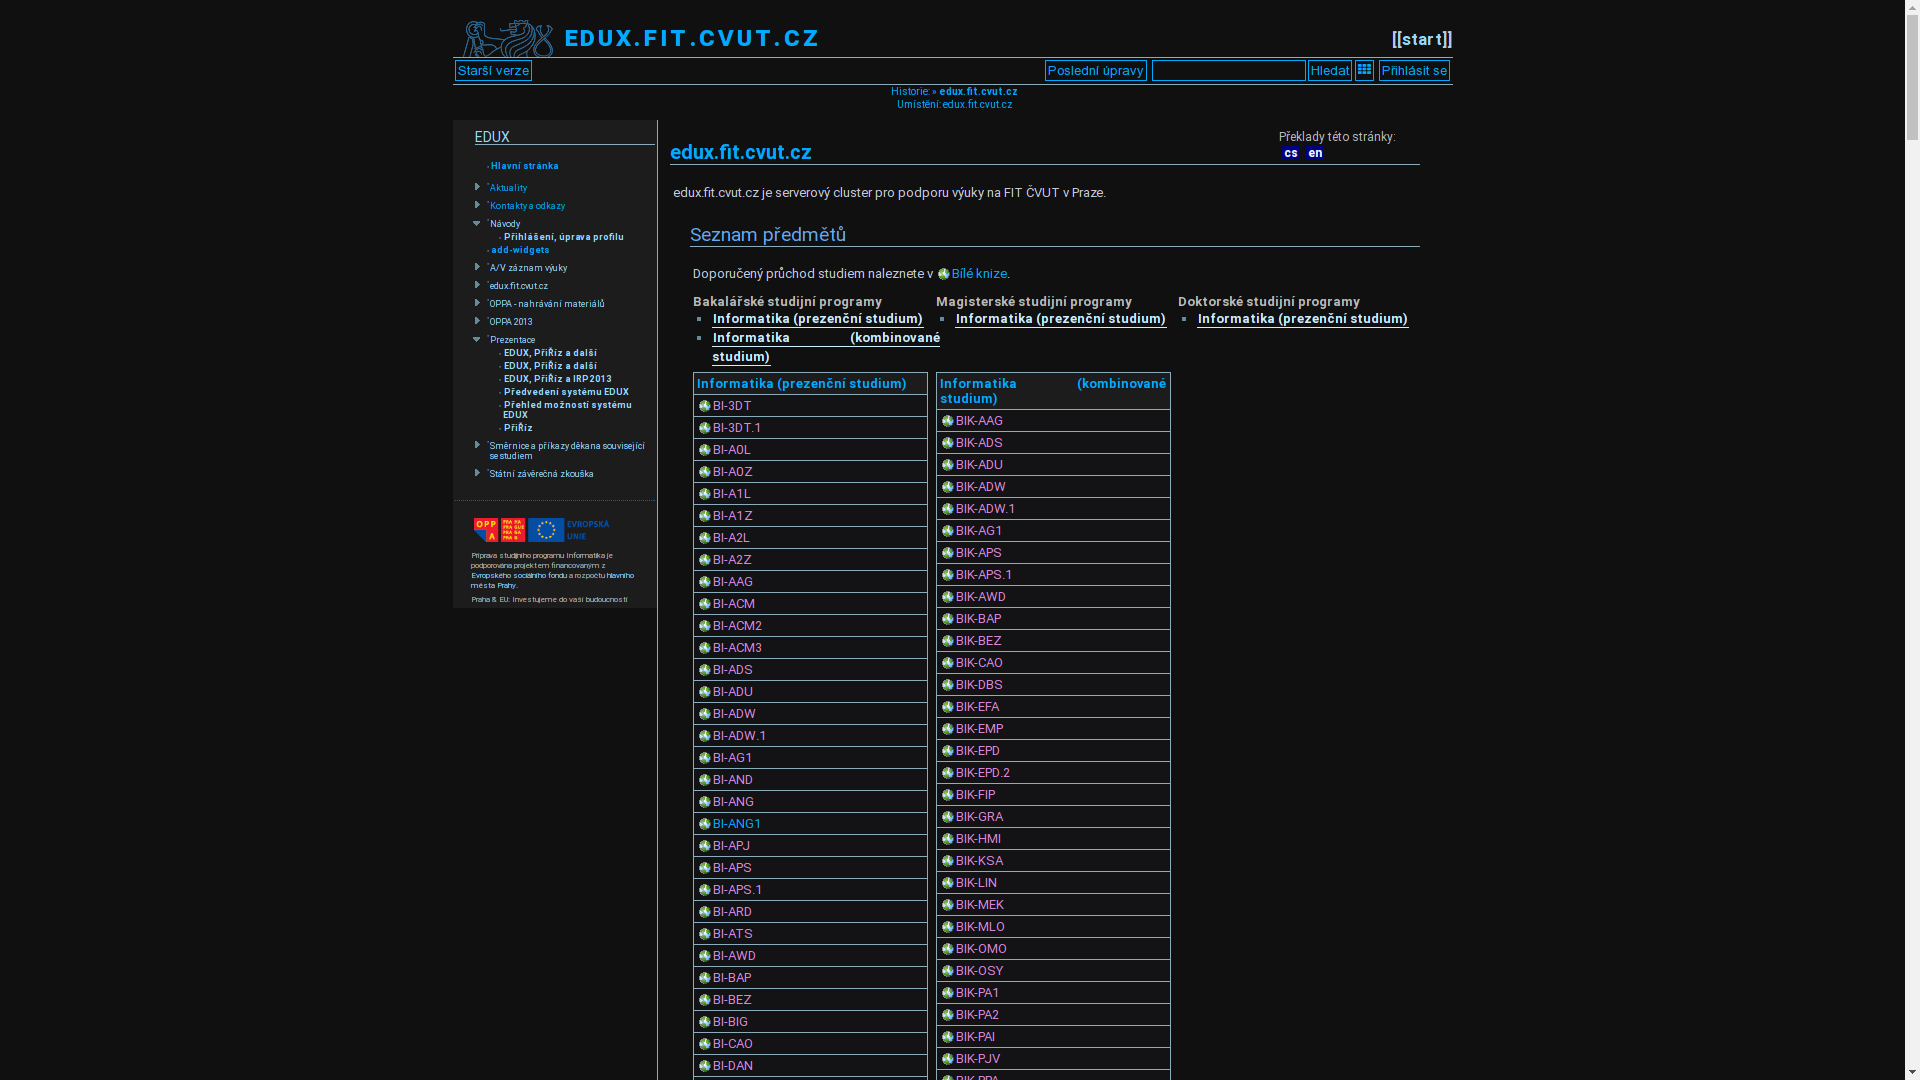 EDUX.FIT.CVUT.CZ
[[start]]
Starší verze
Poslední úpravy
Hledat
Přihlásit se
Historie: » edux.fit.cvut.cz
Umístění: edux.fit.cvut.cz
EDUX
Hlavní stránka
Aktuality
Kontakty a odkazy
Návody
Přihlášení, úprava profilu
add-widgets
A/V záznam výuky
edux.fit.cvut.cz
OPPA - nahrávání materiálů
OPPA 2013
Prezentace
EDUX, PřiŘíz a další
EDUX, PřiŘíz a další
EDUX, PřiŘíz a IRP2013
Předvedení systému EDUX
Přehled možností systému
EDUX
PřiŘíz
Směrnice a příkazy děkana související
se studiem
Státní závěrečná zkouška
OPP
A
PRA HA
PRA GUE
PRA GA
PRA G
EVROPSKÁ
UNIE
Příprava studijního programu Informatika je
podporována projektem financovaným z
Evropského sociálního fondu a rozpočtu hlavního
města Prahy.
Praha & EU: Investujeme do vaší budoucnosti
Překlady této stránky:
cs en
edux.fit.cvut.cz
edux.fit.cvut.cz je serverový cluster pro podporu výuky na FIT ČVUT v Praze.
Seznam předmětů
Doporučený průchod studiem naleznete v Bílé knize.
Bakalářské studijní programy
Informatika (prezenční studium)
Informatika (kombinované
studium)
Magisterské studijní programy
Informatika (prezenční studium)
Doktorské studijní programy
Informatika (prezenční studium)
Informatika (prezenční studium)
BI-3DT
BI-3DT.1
BI-A0L
BI-A0Z
BI-A1L
BI-A1Z
BI-A2L
BI-A2Z
BI-AAG
BI-ACM
BI-ACM2
BI-ACM3
BI-ADS
BI-ADU
BI-ADW
BI-ADW.1
BI-AG1
BI-AND
BI-ANG
BI-ANG1
BI-APJ
BI-APS
BI-APS.1
BI-ARD
BI-ATS
BI-AWD
BI-BAP
BI-BEZ
BI-BIG
BI-CAO
BI-DAN
Informatika (kombinované
studium)
BIK-AAG
BIK-ADS
BIK-ADU
BIK-ADW
BIK-ADW.1
BIK-AG1
BIK-APS
BIK-APS.1
BIK-AWD
BIK-BAP
BIK-BEZ
BIK-CAO
BIK-DBS
BIK-EFA
BIK-EMP
BIK-EPD
BIK-EPD.2
BIK-FIP
BIK-GRA
BIK-HMI
BIK-KSA
BIK-LIN
BIK-MEK
BIK-MLO
BIK-OMO
BIK-OSY
BIK-PA1
BIK-PA2
BIK-PAI
BIK-PJV
BIK-PPA